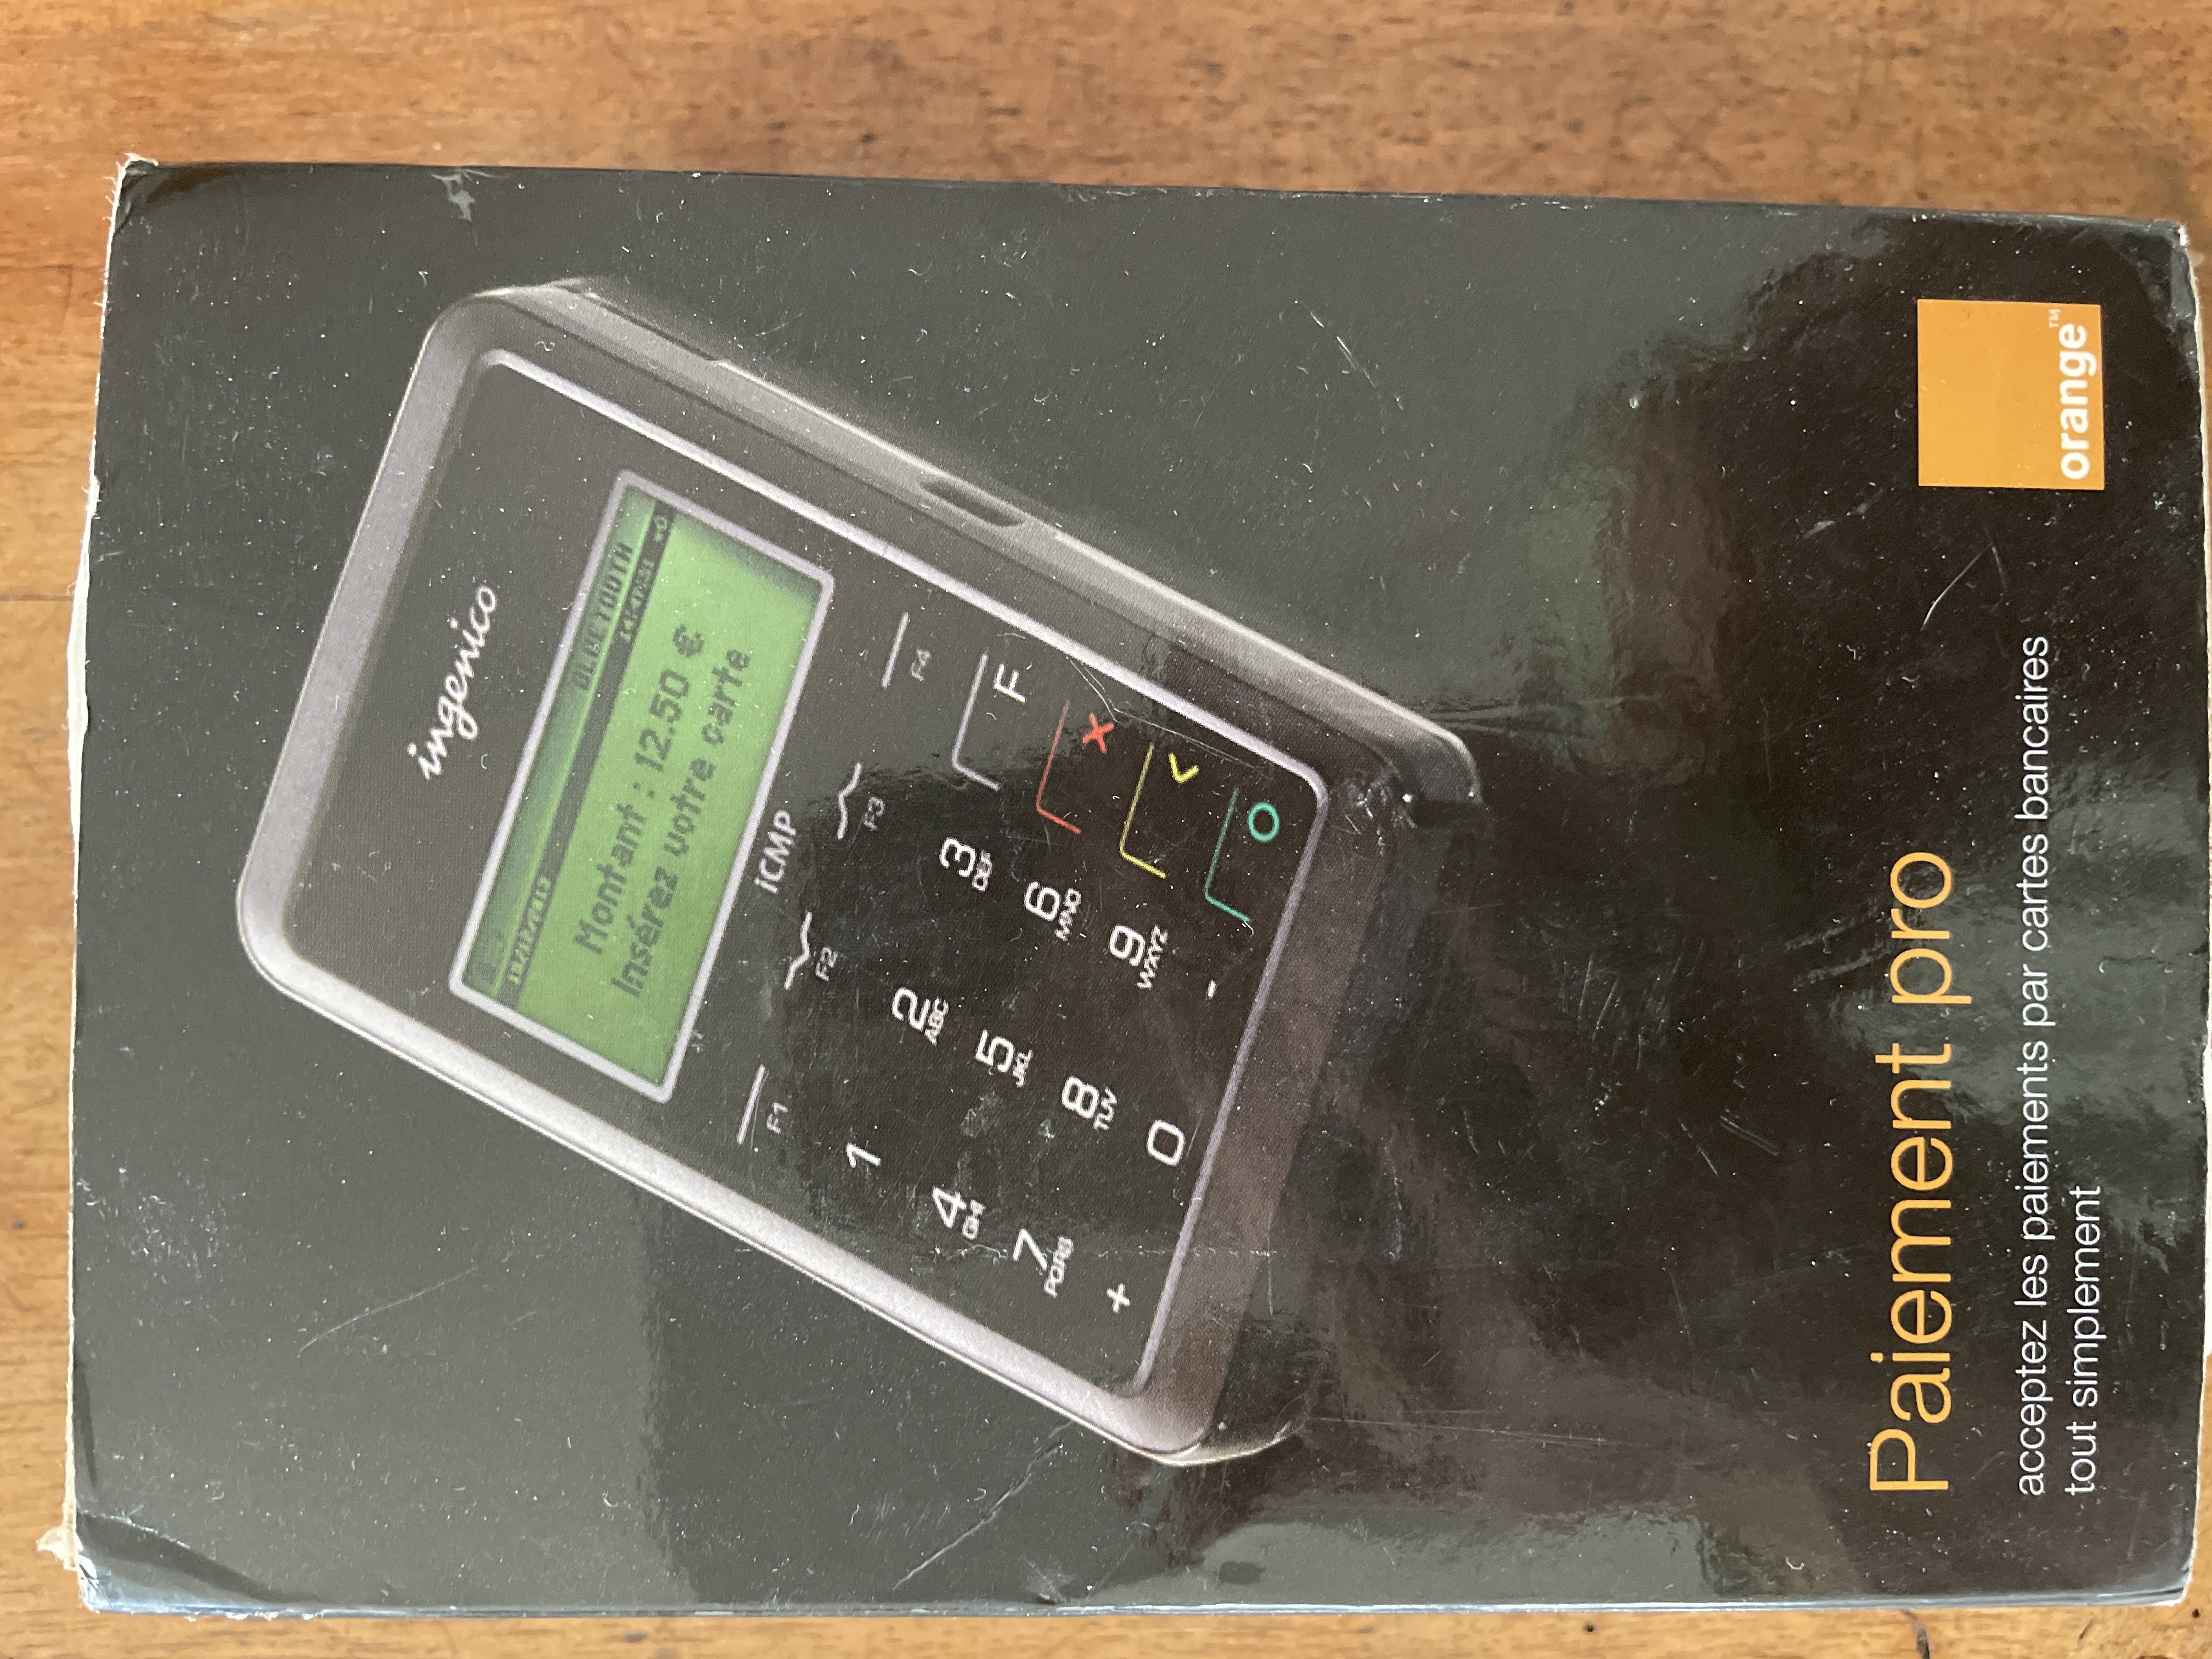 ingenico
Montant : 12.50 €
Insérez votre carte
iCMP
F1 F2 F3 F4
1 2 3 F
ABC DEF
4 5 6 X
GHI JKL MNO
7 8 9 <
PQRS TUV WXYZ
+ 0 - O
Paiement pro
acceptez les paiements par cartes bancaires
tout simplement
orange™